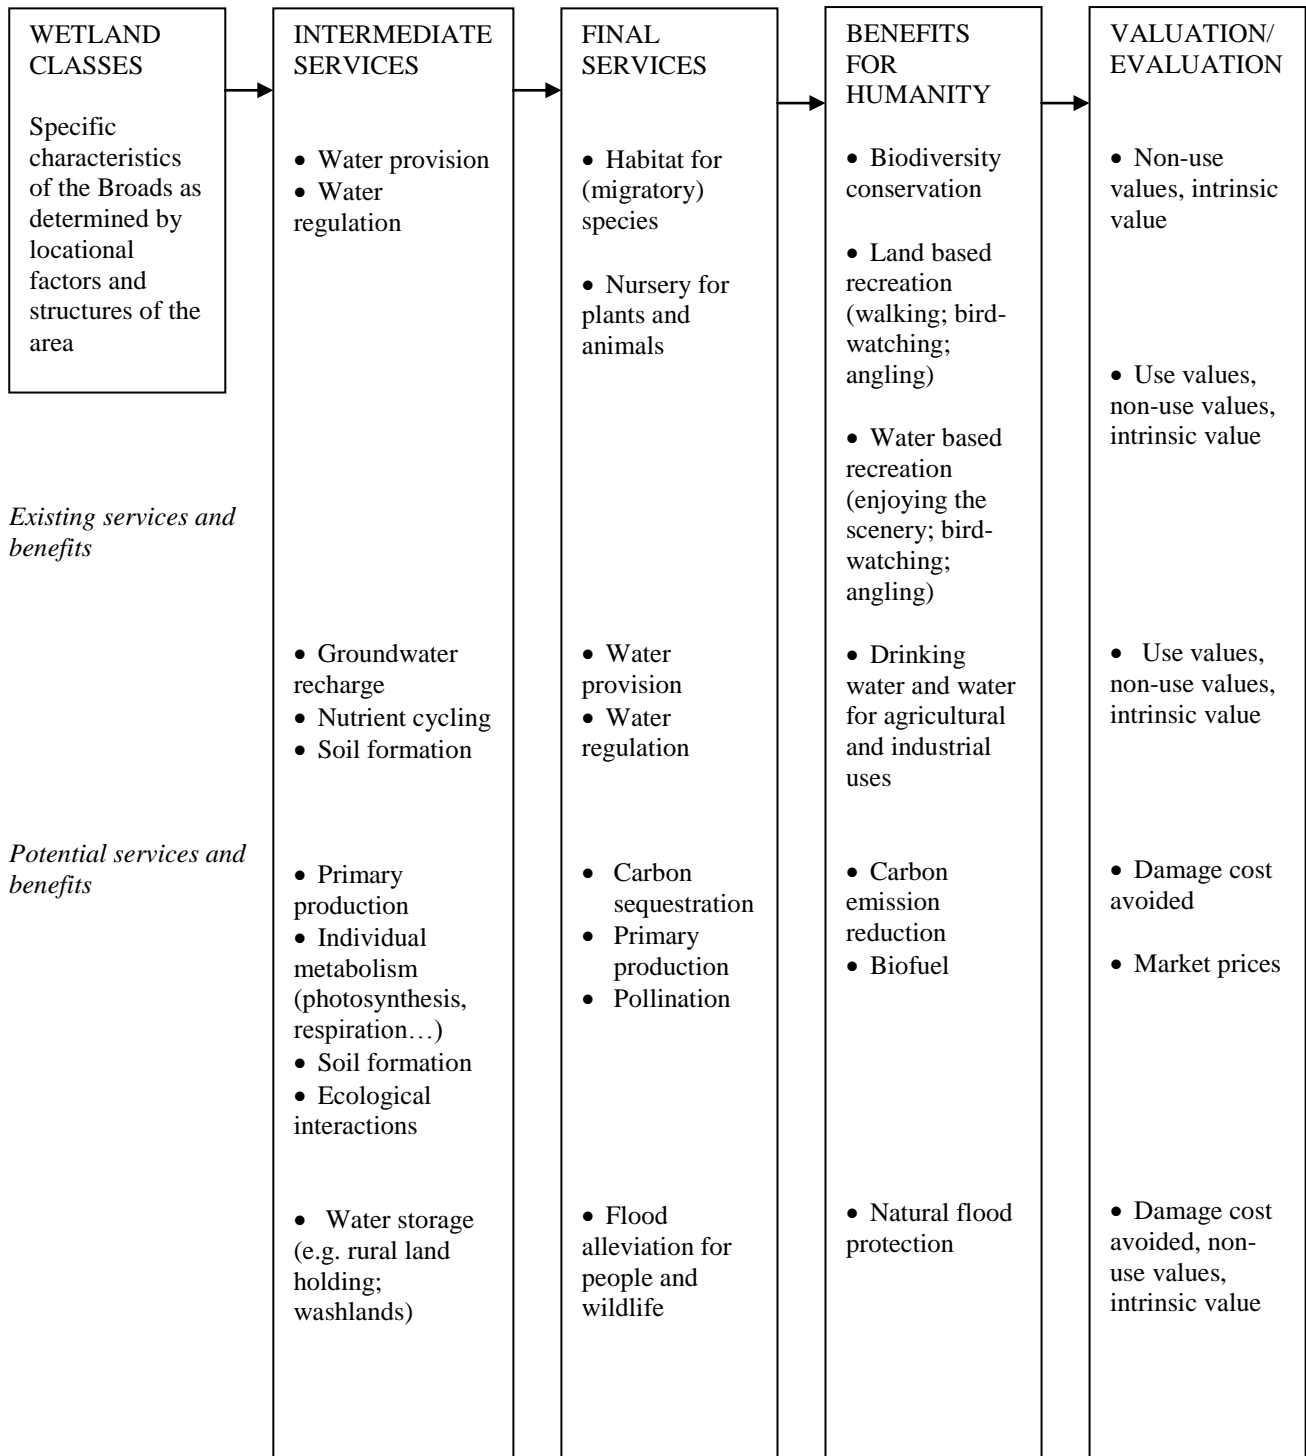 WETLAND
CLASSES
Specific
characteristics
of the Broads as
determined by
locational
factors and
structures of the
area
Existing services and
benefits
Potential services and
benefits
INTERMEDIATE
SERVICES
• Water provision
• Water
regulation
• Groundwater
recharge
• Nutrient cycling
• Soil formation
• Primary
production
• Individual
metabolism
(photosynthesis,
respiration…)
• Soil formation
• Ecological
interactions
• Water storage
(e.g. rural land
holding;
washlands)
FINAL
SERVICES
• Habitat for
(migratory)
species
• Nursery for
plants and
animals
• Water
provision
• Water
regulation
• Carbon
sequestration
• Primary
production
• Pollination
• Flood
alleviation for
people and
wildlife
BENEFITS
FOR
HUMANITY
• Biodiversity
conservation
• Land based
recreation
(walking; bird-
watching;
angling)
• Water based
recreation
(enjoying the
scenery; bird-
watching;
angling)
• Drinking
water and water
for agricultural
and industrial
uses
• Carbon
emission
reduction
• Biofuel
• Natural flood
protection
VALUATION/
EVALUATION
• Non-use
values, intrinsic
value
• Use values,
non-use values,
intrinsic value
• Use values,
non-use values,
intrinsic value
• Damage cost
avoided
• Market prices
• Damage cost
avoided, non-
use values,
intrinsic value